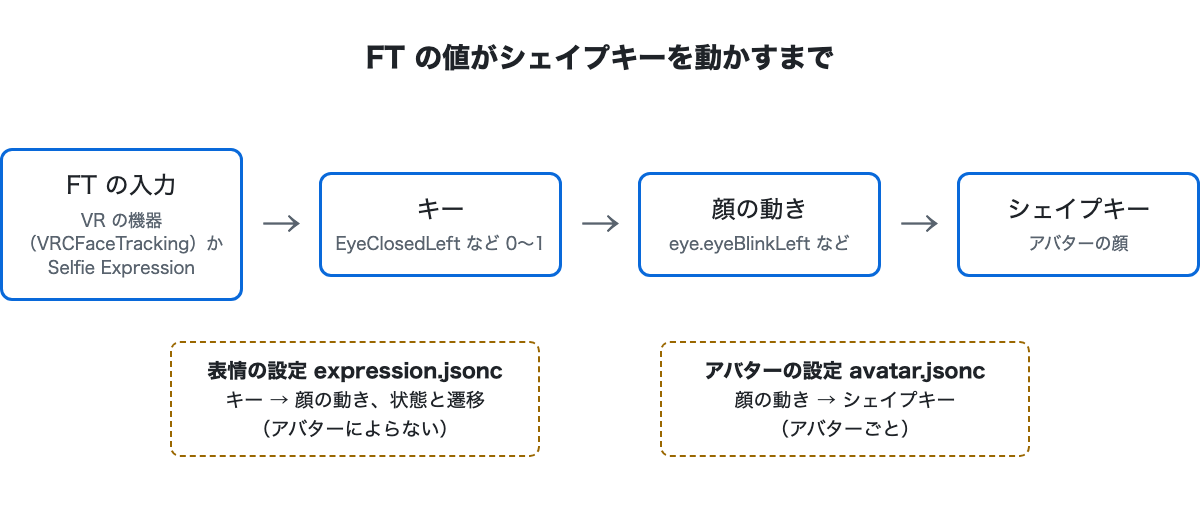 FT の値がシェイプキーを動かすまで
FT の入力
VR の機器
（VRCFaceTracking）か
Selfie Expression
→
キー
EyeClosedLeft など 0〜1
→
顔の動き
eye.eyeBlinkLeft など
→
シェイプキー
アバターの顔
表情の設定 expression.jsonc
キー → 顔の動き、状態と遷移
（アバターによらない）
アバターの設定 avatar.jsonc
顔の動き → シェイプキー
（アバターごと）